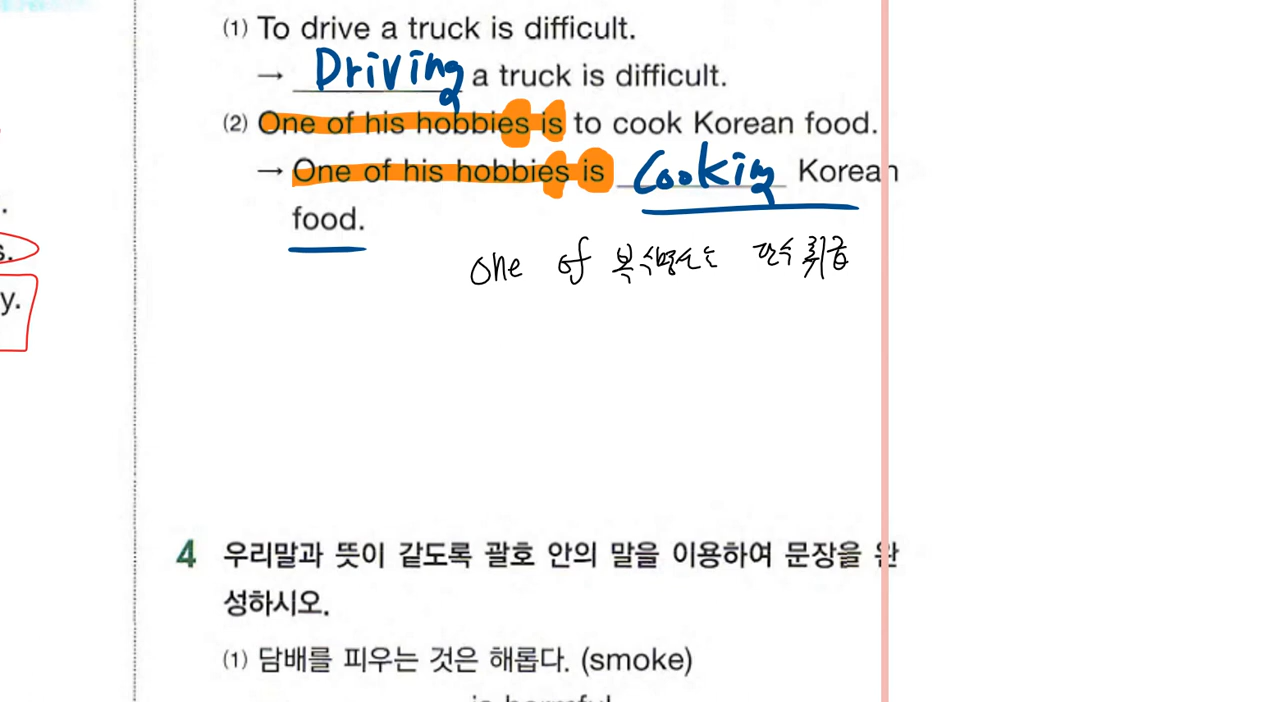 (1) To drive a truck is difficult.
→ Driving a truck is difficult.
(2) One of his hobbies is to cook Korean food.
→ One of his hobbies is Cooking Korean
food.
one of 복수명사는 단수 취급
.
s.
y.
4 우리말과 뜻이 같도록 괄호 안의 말을 이용하여 문장을 완
성하시오.
(1) 담배를 피우는 것은 해롭다. (smoke)
is harmful